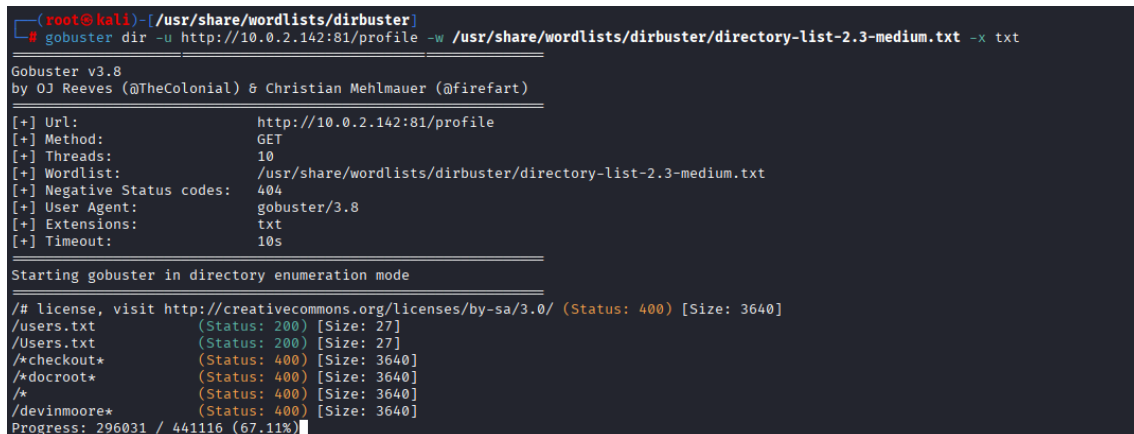 ┌──(root㉿kali)-[/usr/share/wordlists/dirbuster]
└─# gobuster dir -u http://10.0.2.142:81/profile -w /usr/share/wordlists/dirbuster/directory-list-2.3-medium.txt -x txt
===============================================================
Gobuster v3.8
by OJ Reeves (@TheColonial) & Christian Mehlmauer (@firefart)
===============================================================
[+] Url:                     http://10.0.2.142:81/profile
[+] Method:                  GET
[+] Threads:                 10
[+] Wordlist:                /usr/share/wordlists/dirbuster/directory-list-2.3-medium.txt
[+] Negative Status codes:   404
[+] User Agent:              gobuster/3.8
[+] Extensions:              txt
[+] Timeout:                 10s
===============================================================
Starting gobuster in directory enumeration mode
===============================================================
/# license, visit http://creativecommons.org/licenses/by-sa/3.0/ (Status: 400) [Size: 3640]
/users.txt            (Status: 200) [Size: 27]
/Users.txt            (Status: 200) [Size: 27]
/*checkout*           (Status: 400) [Size: 3640]
/*docroot*            (Status: 400) [Size: 3640]
/*                    (Status: 400) [Size: 3640]
/devinmoore*          (Status: 400) [Size: 3640]
Progress: 296031 / 441116 (67.11%)